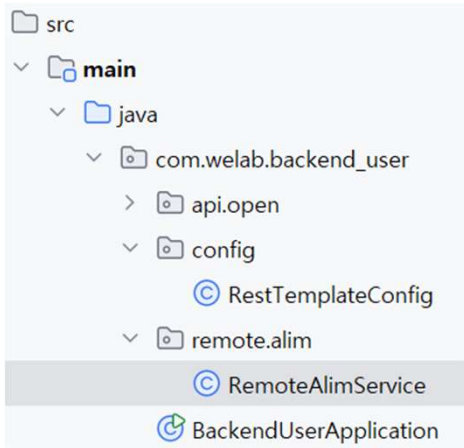 src
main
java
com.welab.backend_user
api.open
config
RestTemplateConfig
remote.alim
RemoteAlimService
BackendUserApplication